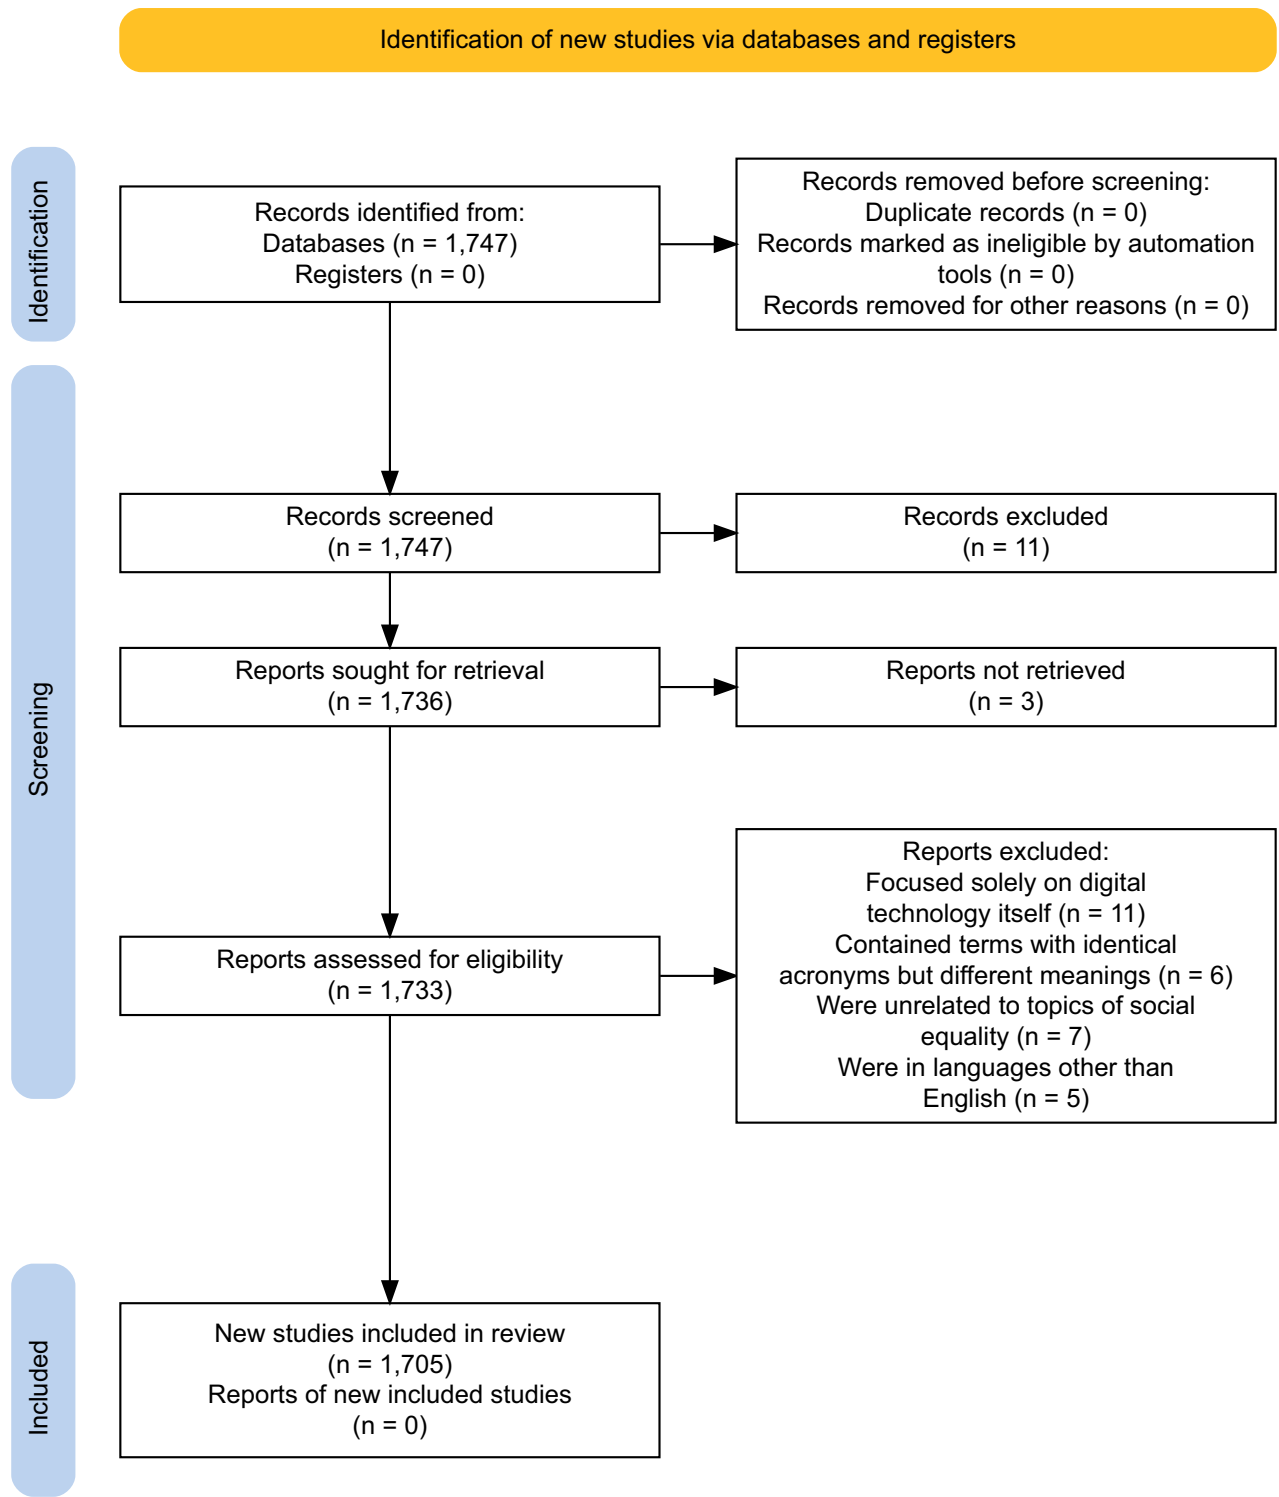 Identification of new studies via databases and registers
Identification
Records identified from:
Databases (n = 1,747)
Registers (n = 0)
Records removed before screening:
Duplicate records (n = 0)
Records marked as ineligible by automation
tools (n = 0)
Records removed for other reasons (n = 0)
Screening
Records screened
(n = 1,747)
Records excluded
(n = 11)
Reports sought for retrieval
(n = 1,736)
Reports not retrieved
(n = 3)
Reports assessed for eligibility
(n = 1,733)
Reports excluded:
Focused solely on digital
technology itself (n = 11)
Contained terms with identical
acronyms but different meanings (n = 6)
Were unrelated to topics of social
equality (n = 7)
Were in languages other than
English (n = 5)
Included
New studies included in review
(n = 1,705)
Reports of new included studies
(n = 0)